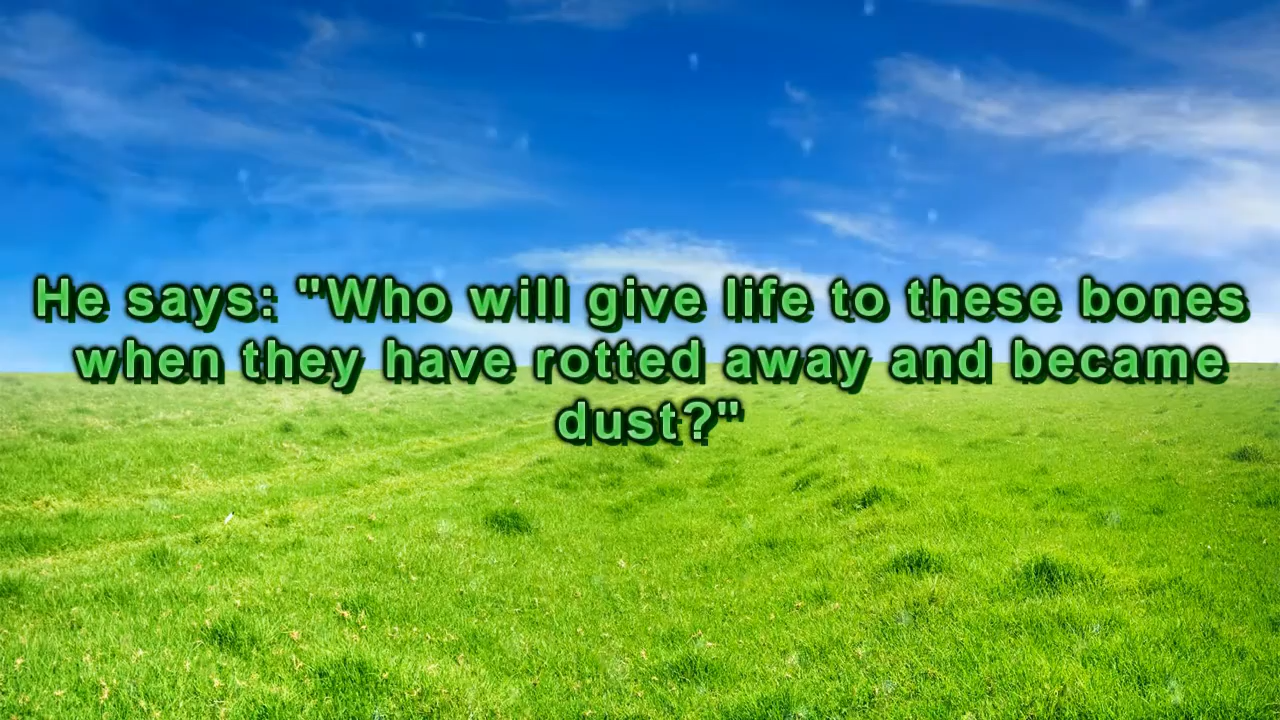 He says: "Who will give life to these bones
when they have rotted away and became
dust?"